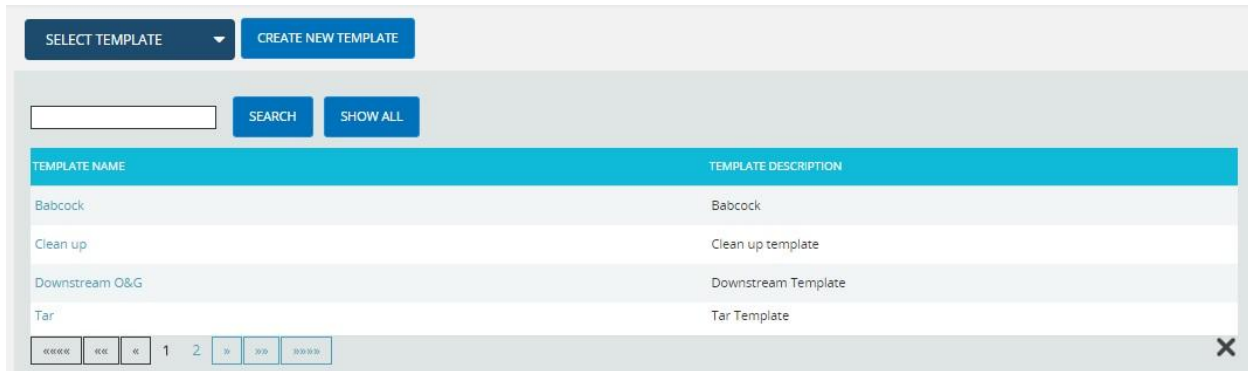 SELECT TEMPLATE CREATE NEW TEMPLATE
SEARCH SHOW ALL
TEMPLATE NAME TEMPLATE DESCRIPTION
Babcock Babcock
Clean up Clean up template
Downstream O&G Downstream Template
Tar Tar Template
«««« «« « 1 2 » »» »»»»